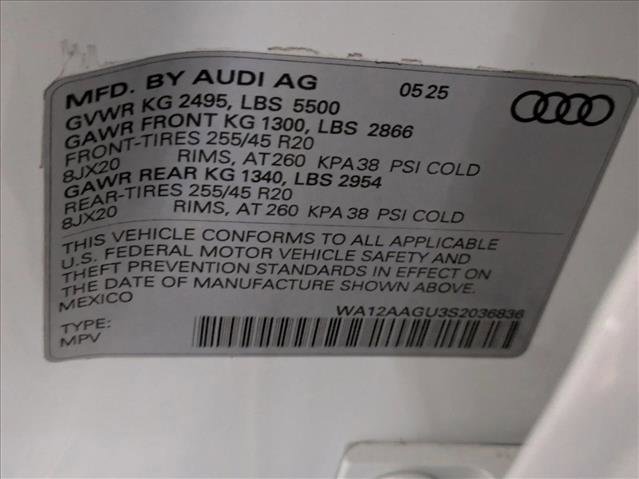 MFD. BY AUDI AG 05 25
GVWR KG 2495, LBS 5500
GAWR FRONT KG 1300, LBS 2866
FRONT-TIRES 255/45 R20
8JX20 RIMS, AT 260 KPA 38 PSI COLD
GAWR REAR KG 1340, LBS 2954
REAR-TIRES 255/45 R20
8JX20 RIMS, AT 260 KPA 38 PSI COLD
THIS VEHICLE CONFORMS TO ALL APPLICABLE
U.S. FEDERAL MOTOR VEHICLE SAFETY AND
THEFT PREVENTION STANDARDS IN EFFECT ON
THE DATE OF MANUFACTURE SHOWN ABOVE.
MEXICO
WA12AAGU3S2036836
TYPE:
MPV